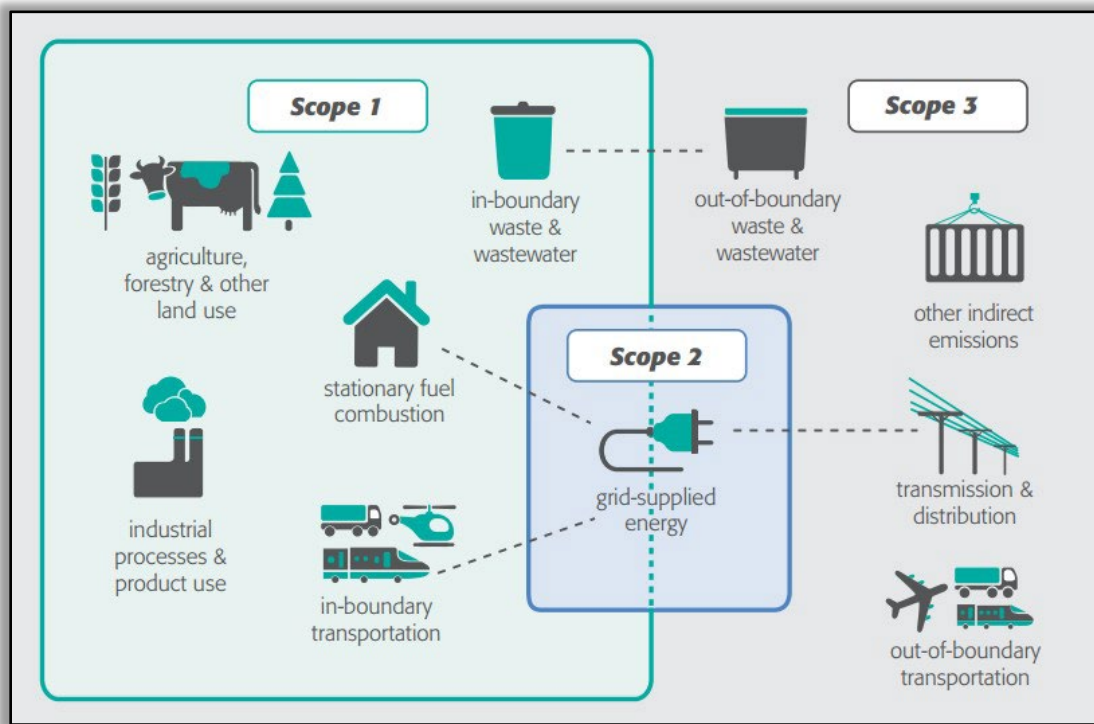 Scope 1
Scope 3
in-boundary
waste &
wastewater
out-of-boundary
waste &
wastewater
agriculture,
forestry & other
land use
other indirect
emissions
Scope 2
stationary fuel
combustion
grid-supplied
energy
transmission &
distribution
industrial
processes &
product use
in-boundary
transportation
out-of-boundary
transportation